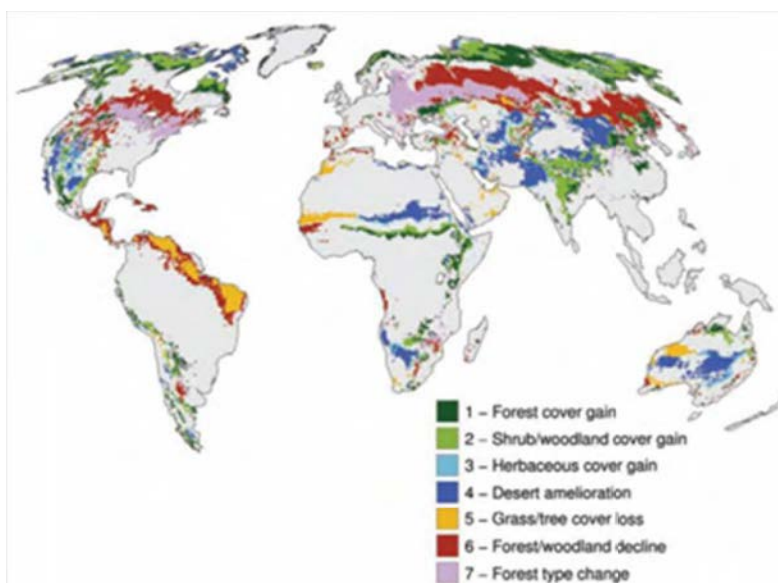 1 – Forest cover gain
2 – Shrub/woodland cover gain
3 – Herbaceous cover gain
4 – Desert amelioration
5 – Grass/tree cover loss
6 – Forest/woodland decline
7 – Forest type change